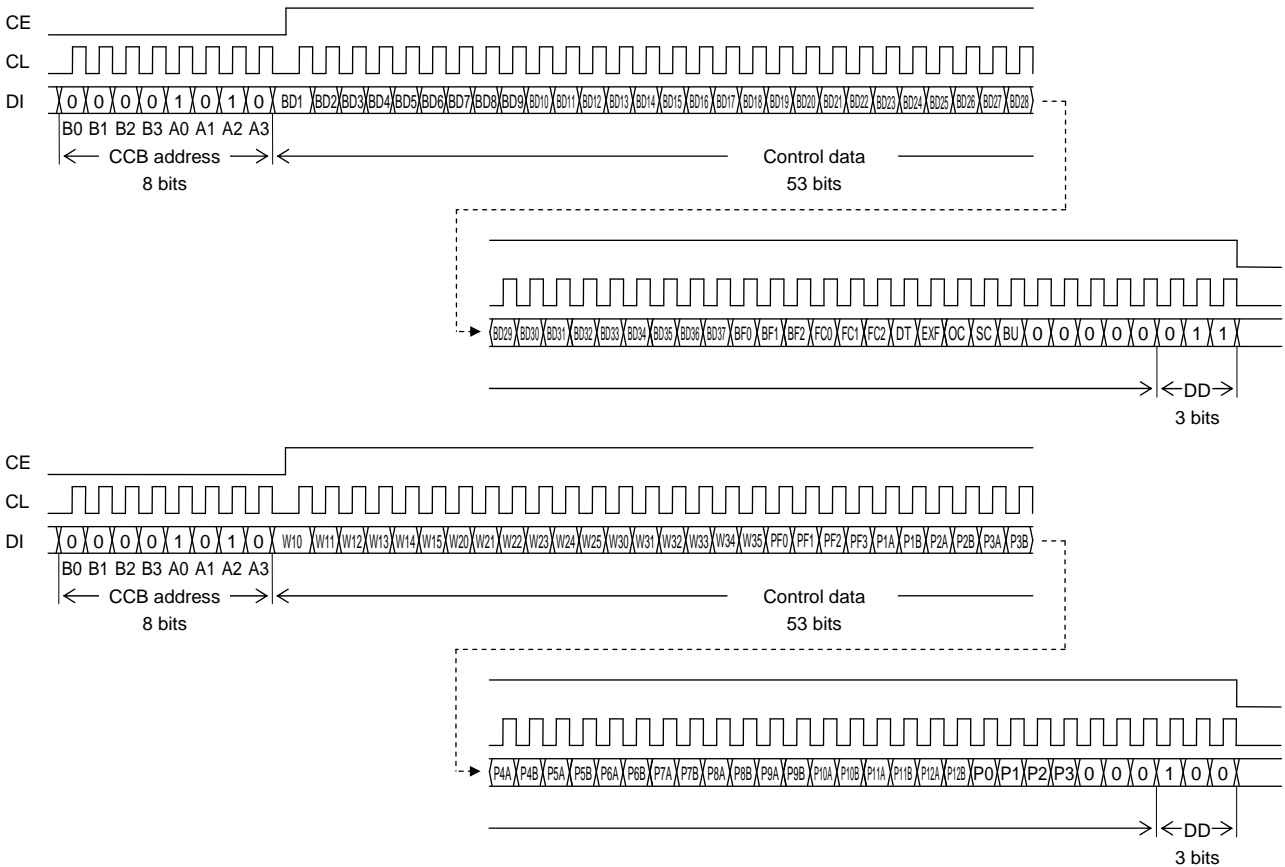 CE
CL
DI 0 0 0 0 1 0 1 0 BD1 BD2 BD3 BD4 BD5 BD6 BD7 BD8 BD9 BD10 BD11 BD12 BD13 BD14 BD15 BD16 BD17 BD18 BD19 BD20 BD21 BD22 BD23 BD24 BD25 BD26 BD27 BD28
B0 B1 B2 B3 A0 A1 A2 A3
CCB address Control data
8 bits 53 bits
BD29 BD30 BD31 BD32 BD33 BD34 BD35 BD36 BD37 BF0 BF1 BF2 FC0 FC1 FC2 DT EXF OC SC BU 0 0 0 0 0 0 1 1
DD
3 bits
CE
CL
DI 0 0 0 0 1 0 1 0 W10 W11 W12 W13 W14 W15 W20 W21 W22 W23 W24 W25 W30 W31 W32 W33 W34 W35 PF0 PF1 PF2 PF3 P1A P1B P2A P2B P3A P3B
B0 B1 B2 B3 A0 A1 A2 A3
CCB address Control data
8 bits 53 bits
P4A P4B P5A P5B P6A P6B P7A P7B P8A P8B P9A P9B P10A P10B P11A P11B P12A P12B P0 P1 P2 P3 0 0 0 1 0 0
DD
3 bits